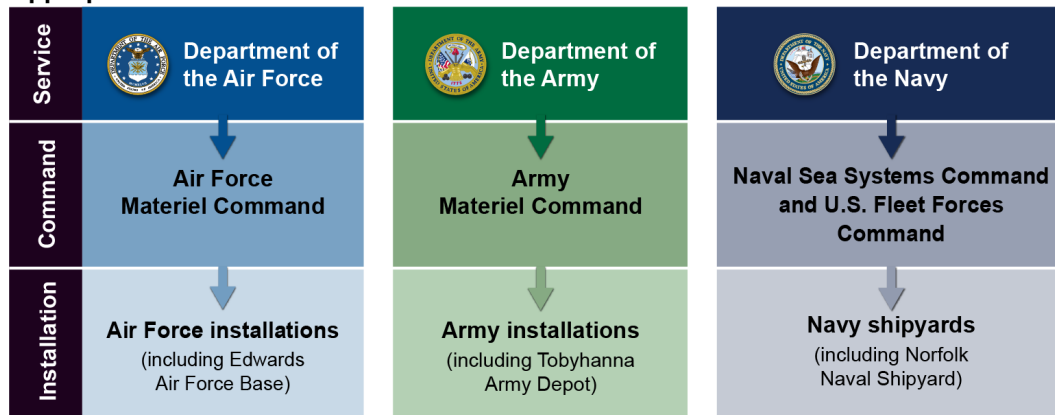 Service
Department of
the Air Force
Department of
the Army
Department of
the Navy
Command
Air Force
Materiel Command
Army
Materiel Command
Naval Sea Systems Command
and U.S. Fleet Forces
Command
Installation
Air Force installations
(including Edwards
Air Force Base)
Army installations
(including Tobyhanna
Army Depot)
Navy shipyards
(including Norfolk
Naval Shipyard)